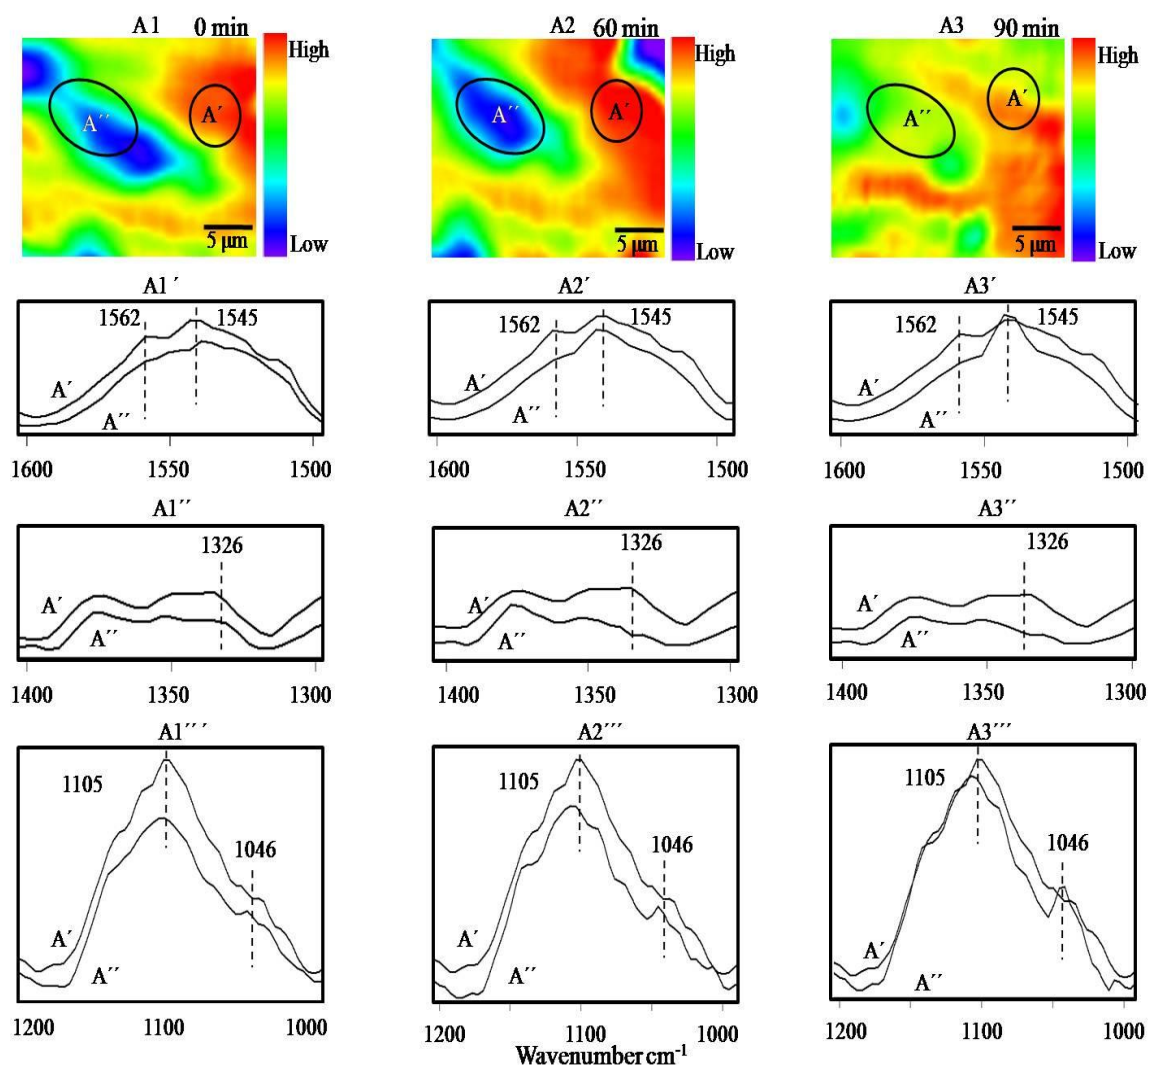 A1 0 min A2 60 min A3 90 min
High High High
A´ A´ A´
A´´ A´´ A´´
5 µm 5 µm 5 µm
Low Low Low
A1´ A2´ A3´
1562 1545 1562 1545 1562 1545
A´ A´ A´
A´´ A´´ A´´
1600 1550 1500 1600 1550 1500 1600 1550 1500
A1´´ A2´´ A3´´
1326 1326 1326
A´ A´ A´
A´´ A´´ A´´
1400 1350 1300 1400 1350 1300 1400 1350 1300
A1´´´ A2´´´ A3´´´
1105 1105 1105
1046 1046 1046
A´ A´ A´
A´´ A´´ A´´
1200 1100 1000 1200 1100 1000 1200 1100 1000
Wavenumber cm⁻¹